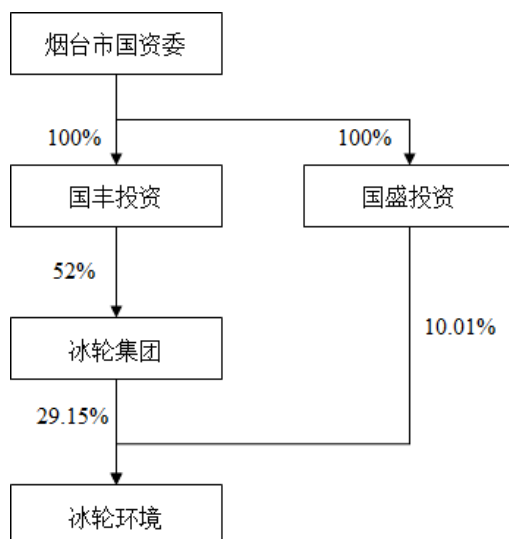 烟台市国资委
100%
100%
国丰投资
国盛投资
52%
10.01%
冰轮集团
29.15%
冰轮环境